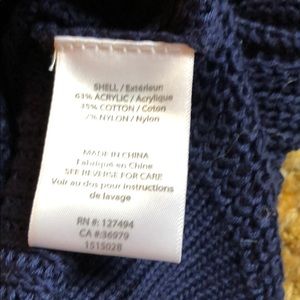 SHELL / Extérieur:
63% ACRYLIC / Acrylique
35% COTTON / Coton
2% NYLON / Nylon
MADE IN CHINA
Fabriqué en Chine
SEE REVERSE FOR CARE
Voir au dos pour instructions
de lavage
RN #: 127494
CA #: 36979
1515028